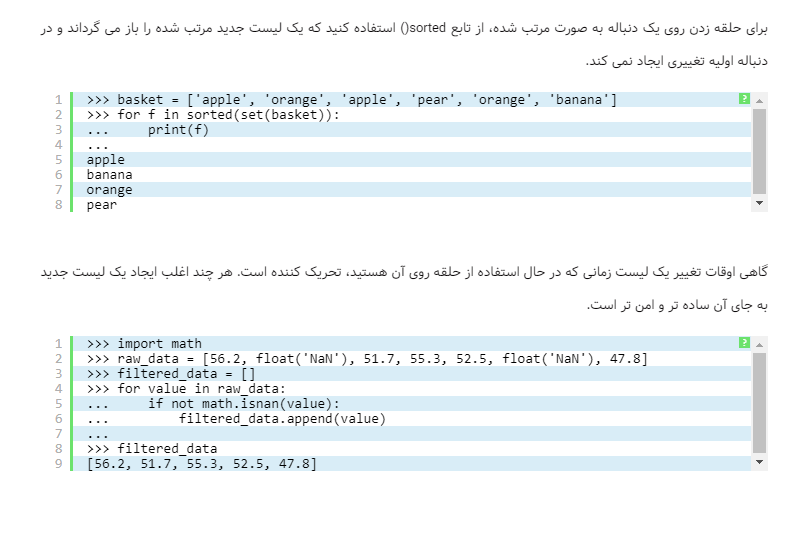 برای حلقه زدن روی یک دنباله به صورت مرتب شده، از تابع sorted() استفاده کنید که یک لیست جدید مرتب شده را باز می گرداند و در
دنباله اولیه تغییری ایجاد نمی کند.
1 >>> basket = ['apple', 'orange', 'apple', 'pear', 'orange', 'banana'] ?
2 >>> for f in sorted(set(basket)):
3 ...     print(f)
4 ...
5 apple
6 banana
7 orange
8 pear
گاهی اوقات تغییر یک لیست زمانی که در حال استفاده از حلقه روی آن هستید، تحریک کننده است. هر چند اغلب ایجاد یک لیست جدید
به جای آن ساده تر و امن تر است.
1 >>> import math ?
2 >>> raw_data = [56.2, float('NaN'), 51.7, 55.3, 52.5, float('NaN'), 47.8]
3 >>> filtered_data = []
4 >>> for value in raw_data:
5 ...     if not math.isnan(value):
6 ...         filtered_data.append(value)
7 ...
8 >>> filtered_data
9 [56.2, 51.7, 55.3, 52.5, 47.8]